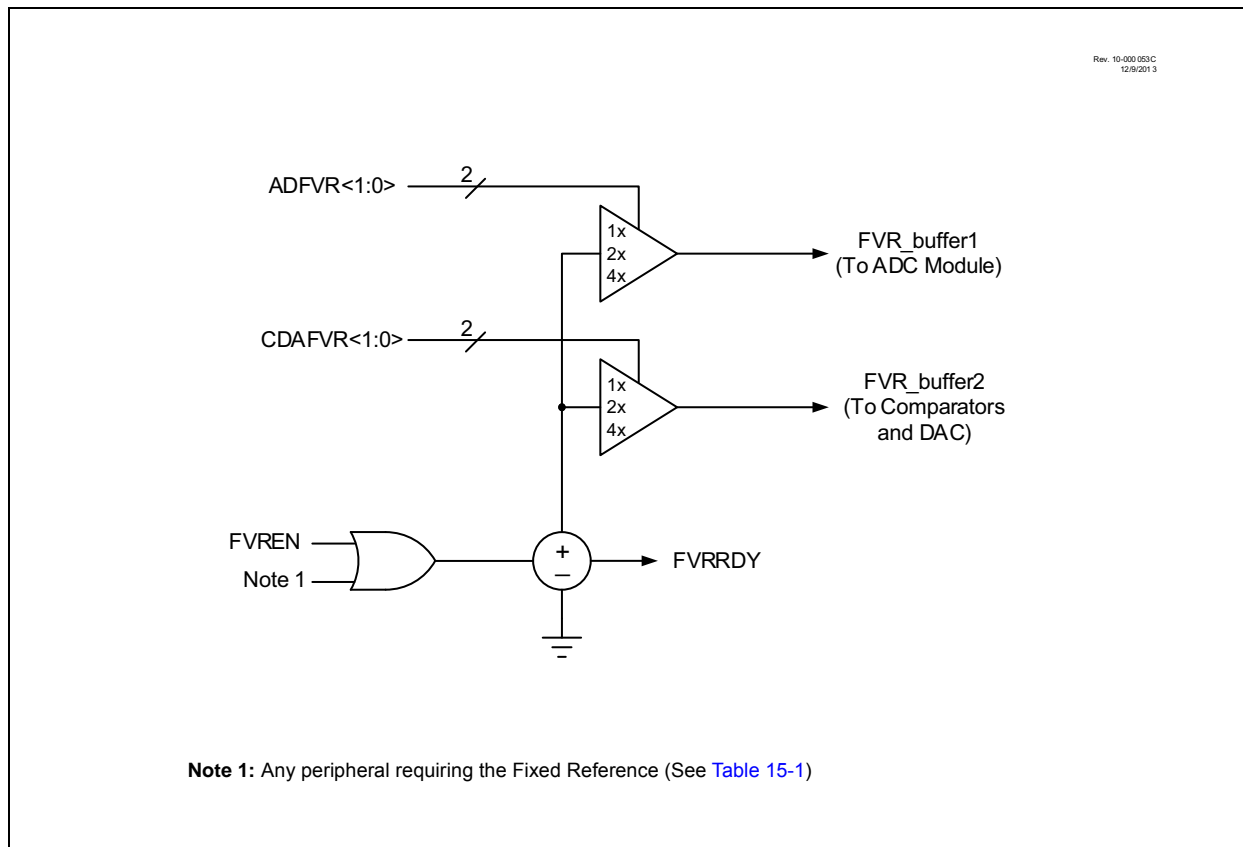 Rev. 10-000 053C
12/9/2013
ADFVR<1:0>
2
1x
2x
4x
FVR_buffer1
(To ADC Module)
CDAFVR<1:0>
2
1x
2x
4x
FVR_buffer2
(To Comparators
and DAC)
FVREN
Note 1
+
–
FVRRDY
Note 1: Any peripheral requiring the Fixed Reference (See Table 15-1)